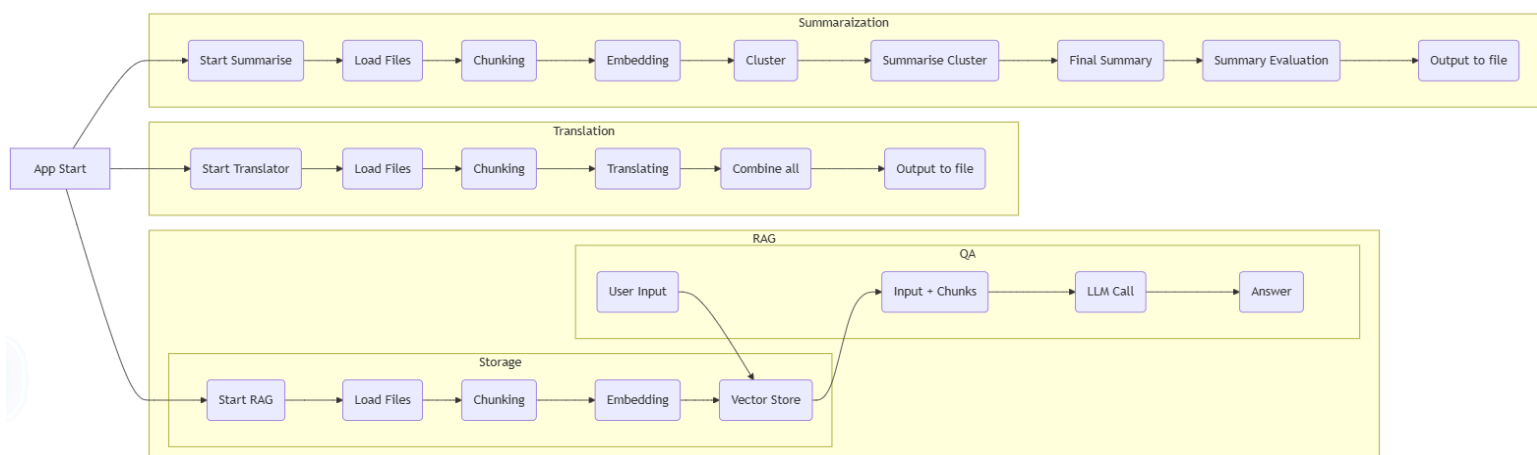 Summaraization
Start Summarise
Load Files
Chunking
Embedding
Cluster
Summarise Cluster
Final Summary
Summary Evaluation
Output to file
App Start
Translation
Start Translator
Load Files
Chunking
Translating
Combine all
Output to file
RAG
QA
User Input
Input + Chunks
LLM Call
Answer
Storage
Start RAG
Load Files
Chunking
Embedding
Vector Store